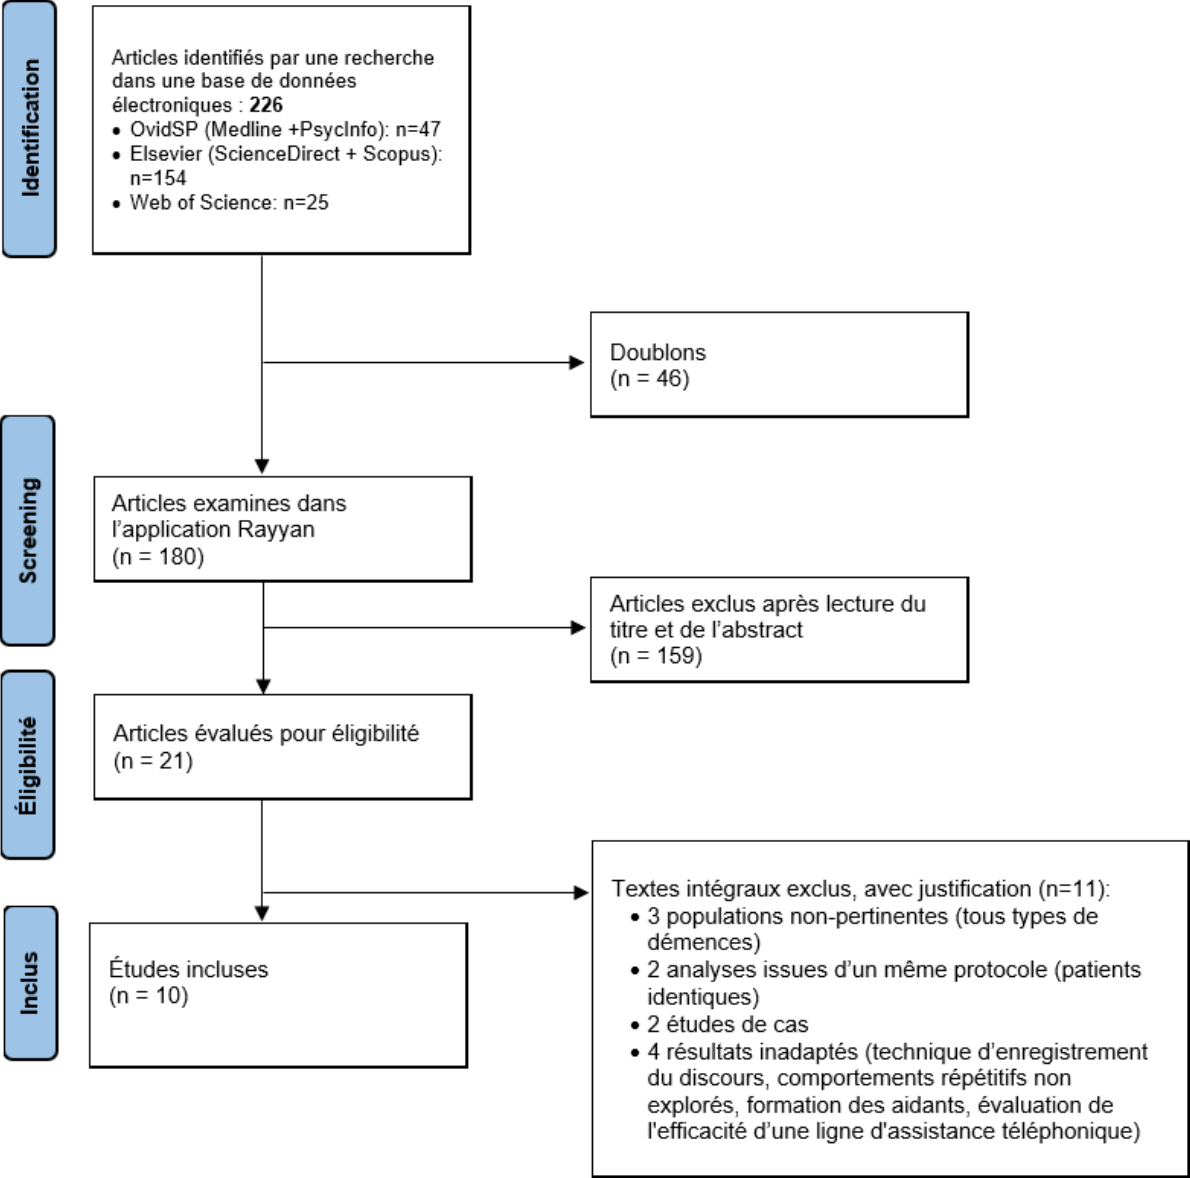 Identification
Articles identifiés par une recherche
dans une base de données
électroniques : 226
• OvidSP (Medline +PsycInfo): n=47
• Elsevier (ScienceDirect + Scopus):
n=154
• Web of Science: n=25
Doublons
(n = 46)
Screening
Articles examines dans
l’application Rayyan
(n = 180)
Articles exclus après lecture du
titre et de l’abstract
(n = 159)
Éligibilité
Articles évalués pour éligibilité
(n = 21)
Inclus
Études incluses
(n = 10)
Textes intégraux exclus, avec justification (n=11):
• 3 populations non-pertinentes (tous types de
démences)
• 2 analyses issues d’un même protocole (patients
identiques)
• 2 études de cas
• 4 résultats inadaptés (technique d’enregistrement
du discours, comportements répétitifs non
explorés, formation des aidants, évaluation de
l'efficacité d’une ligne d'assistance téléphonique)